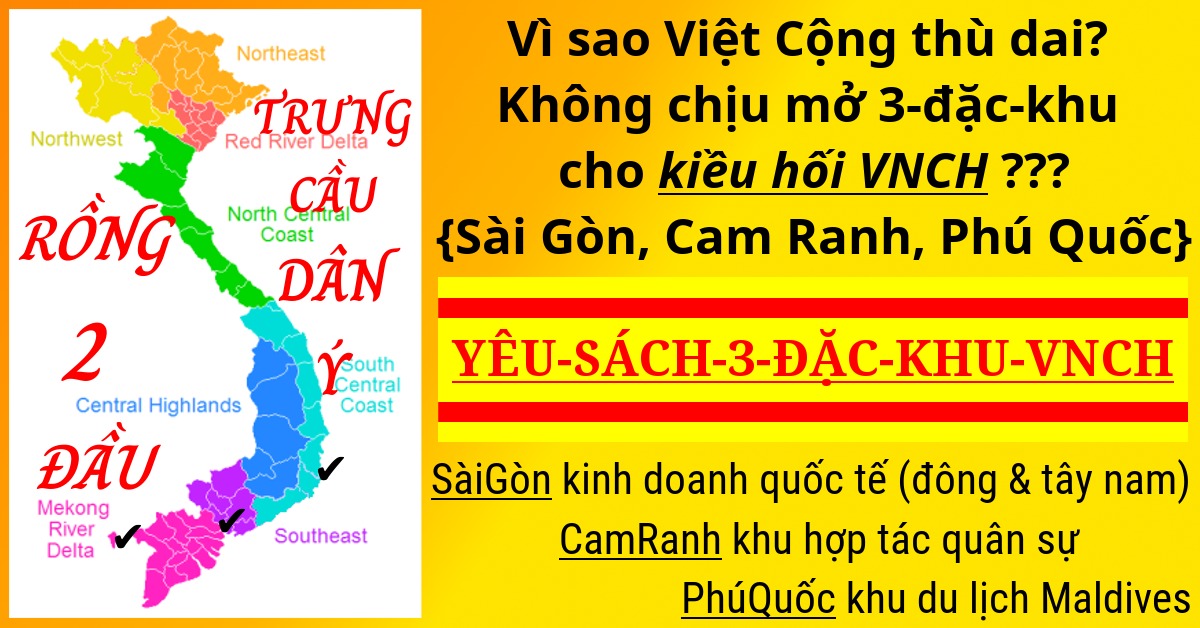 Northeast
TRƯNG
Northwest
Red River Delta
CẦU
RỒNG
North Central
Coast
DÂN
2
Ý
South
Central
Coast
Central Highlands
ĐẦU
Mekong
River
Delta
Southeast
Vì sao Việt Cộng thù dai?
Không chịu mở 3-đặc-khu
cho kiều hối VNCH ???
{Sài Gòn, Cam Ranh, Phú Quốc}
YÊU-SÁCH-3-ĐẶC-KHU-VNCH
SàiGòn kinh doanh quốc tế (đông & tây nam)
CamRanh khu hợp tác quân sự
PhúQuốc khu du lịch Maldives